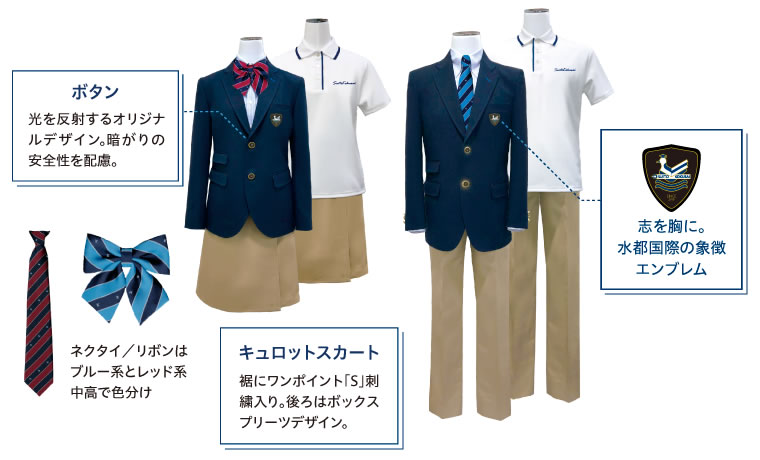 ボタン
光を反射するオリジナ
ルデザイン。暗がりの
安全性を配慮。
志を胸に。
水都国際の象徴
エンブレム
ネクタイ／リボンは
ブルー系とレッド系
中高で色分け
キュロットスカート
裾にワンポイント｢S｣刺
繍入り。後ろはボックス
プリーツデザイン。